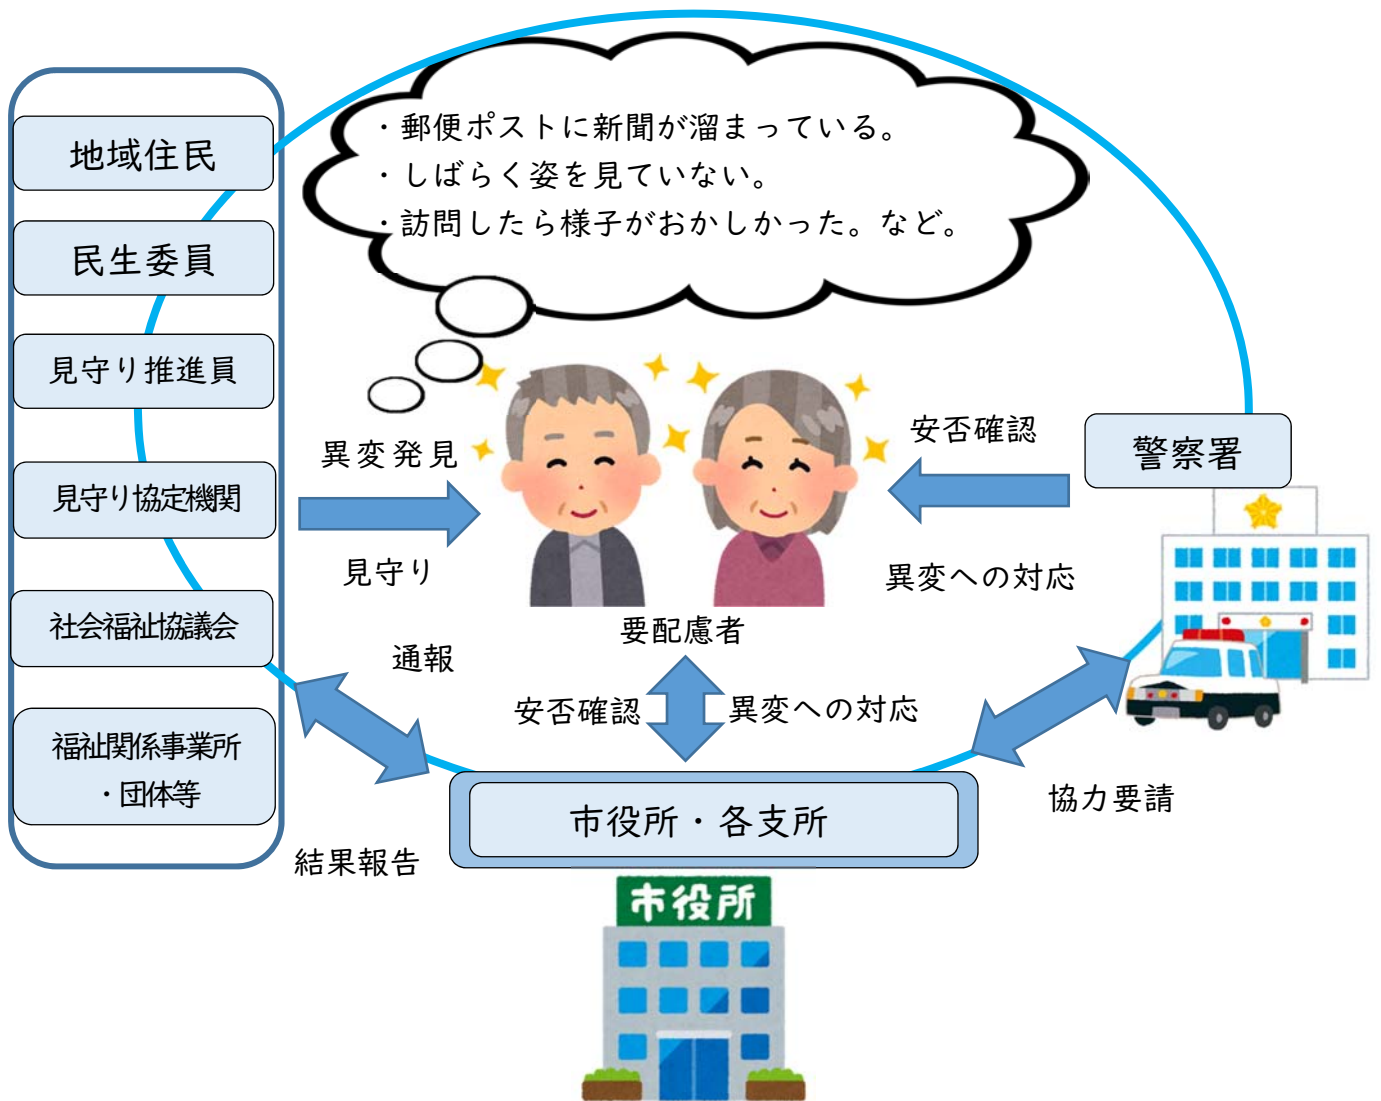 ・郵便ポストに新聞が溜まっている。
・しばらく姿を見ていない。
・訪問したら様子がおかしかった。など。
地域住民
民生委員
見守り推進員
見守り協定機関
社会福祉協議会
福祉関係事業所
・団体等
異変発見
見守り
安否確認
警察署
異変への対応
要配慮者
通報
安否確認
異変への対応
協力要請
市役所・各支所
結果報告
市役所